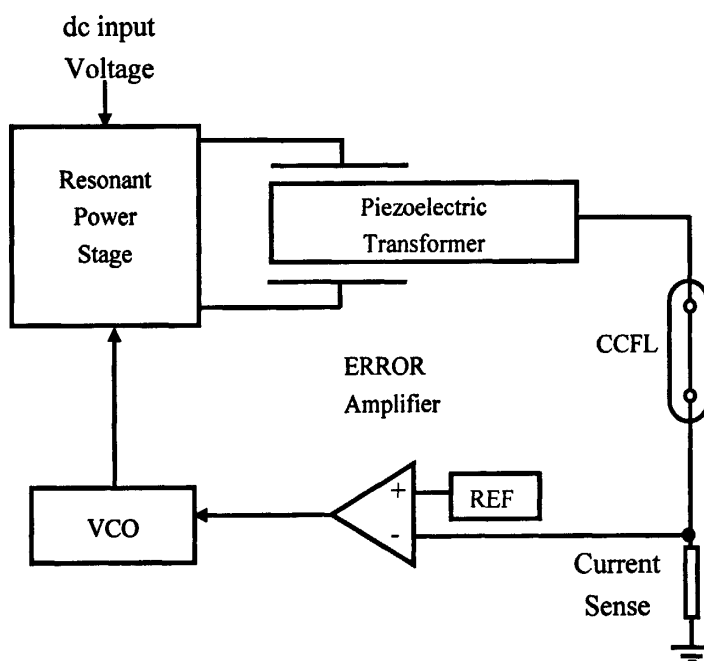 dc input
Voltage
Resonant
Power
Stage
Piezoelectric
Transformer
CCFL
ERROR
Amplifier
+
REF
VCO
-
Current
Sense